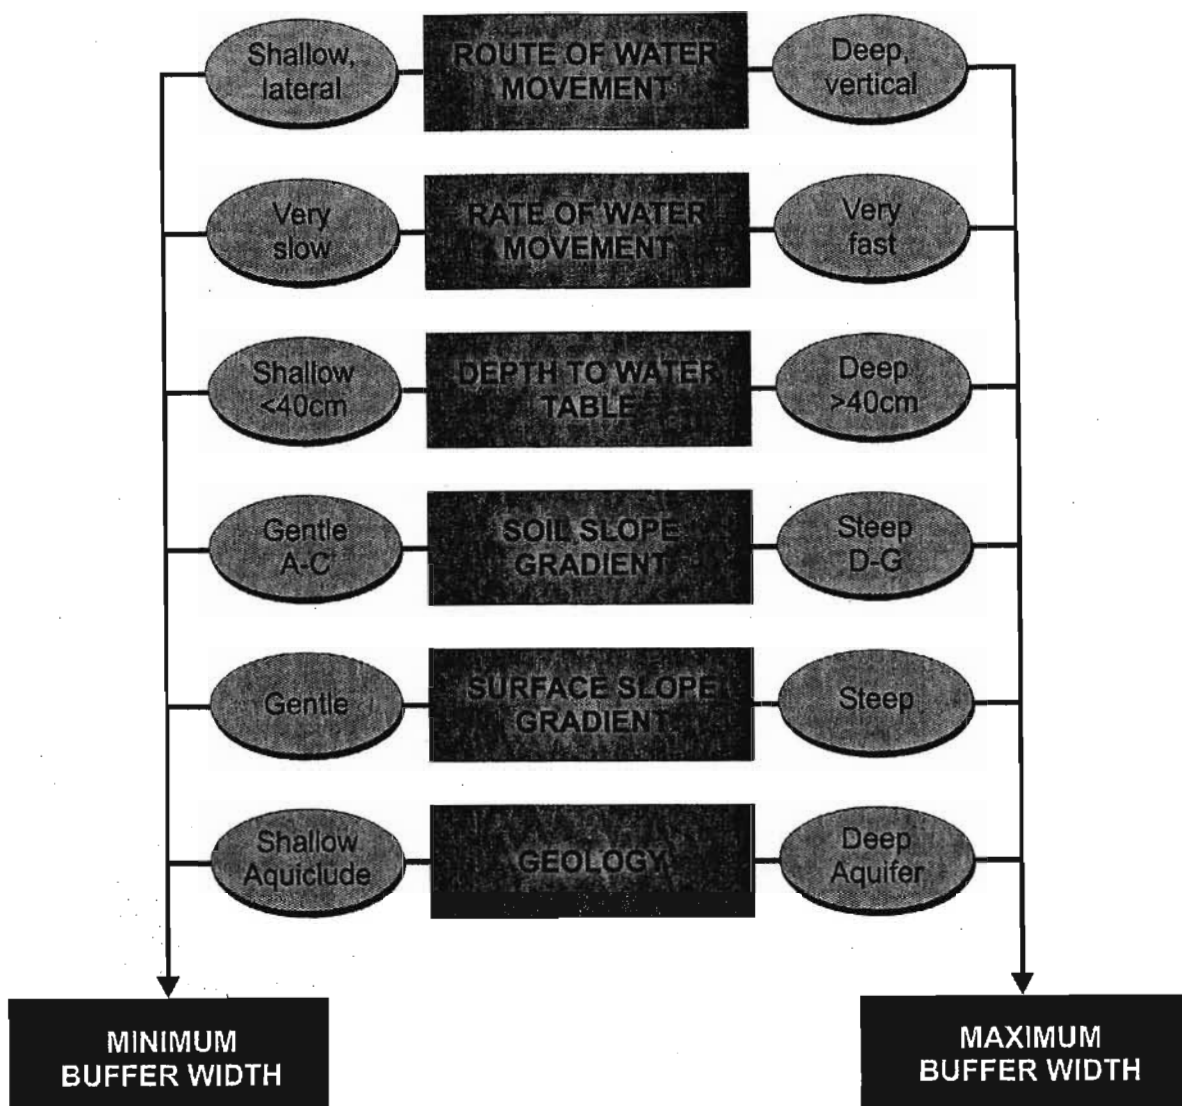 Shallow,
lateral
ROUTE OF WATER
MOVEMENT
Deep,
vertical
Very
slow
RATE OF WATER
MOVEMENT
Very
fast
Shallow
<40cm
DEPTH TO WATER
TABLE
Deep
>40cm
Gentle
A-C
SOIL SLOPE
GRADIENT
Steep
D-G
Gentle
SURFACE SLOPE
GRADIENT
Steep
Shallow
Aquiclude
GEOLOGY
Deep
Aquifer
MINIMUM
BUFFER WIDTH
MAXIMUM
BUFFER WIDTH